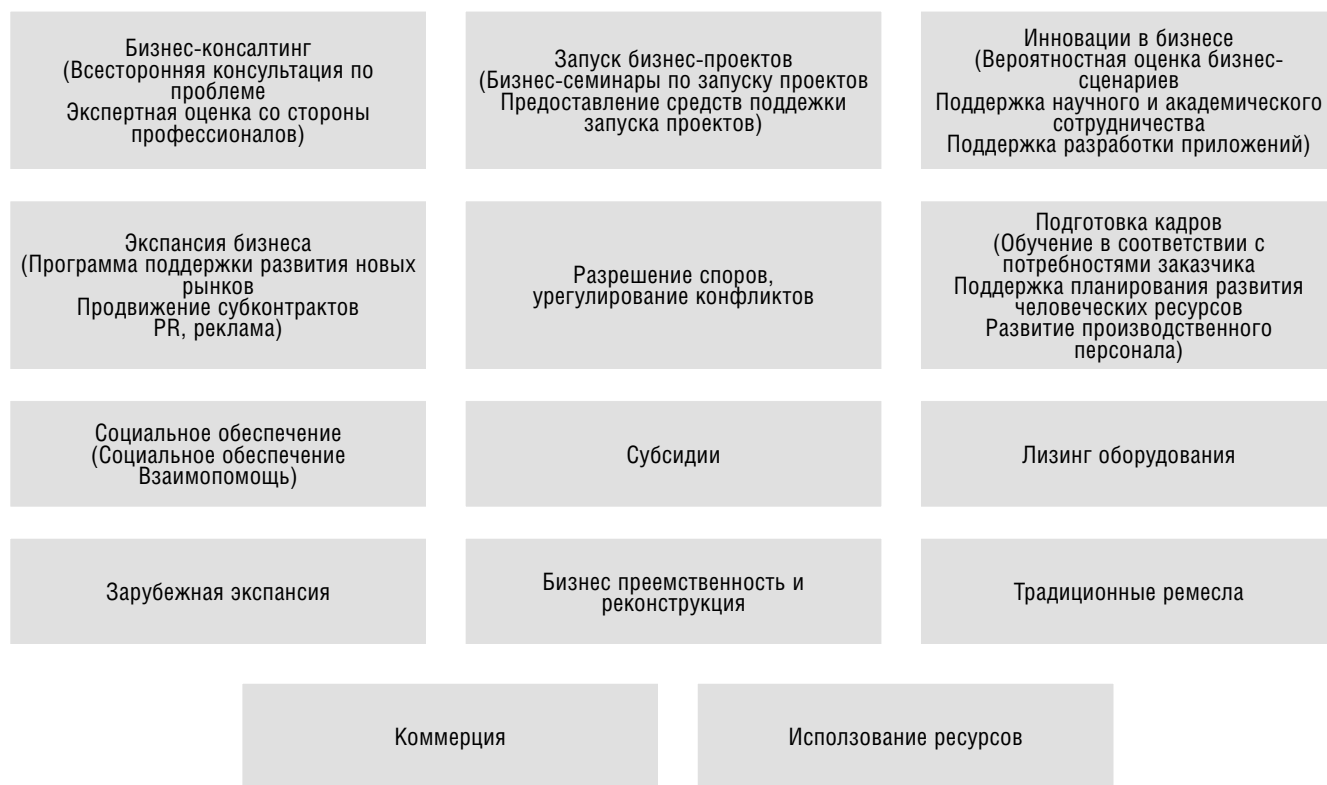 Бизнес-консалтинг
(Всесторонняя консультация по
проблеме
Экспертная оценка со стороны
профессионалов)
Запуск бизнес-проектов
(Бизнес-семинары по запуску проектов
Предоставление средств поддежки
запуска проектов)
Инновации в бизнесе
(Вероятностная оценка бизнес-
сценариев
Поддержка научного и академического
сотрудничества
Поддержка разработки приложений)
Экспансия бизнеса
(Программа поддержки развития новых
рынков
Продвижение субконтрактов
PR, реклама)
Разрешение споров,
урегулирование конфликтов
Подготовка кадров
(Обучение в соответствии с
потребностями заказчика
Поддержка планирования развития
человеческих ресурсов
Развитие производственного
персонала)
Социальное обеспечение
(Социальное обеспечение
Взаимопомощь)
Субсидии
Лизинг оборудования
Зарубежная экспансия
Бизнес преемственность и
реконструкция
Традиционные ремесла
Коммерция
Исползование ресурсов